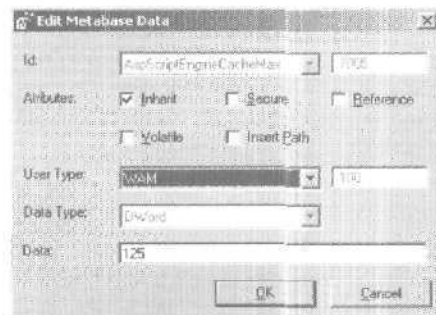 Edit Metabase Data
Id: AspScriptEngineCacheMax 7005
Attributes: Inherit Secure Reference
Volatile Insert Path
User Type: WAM 100
Data Type: DWord
Data: 125
OK Cancel